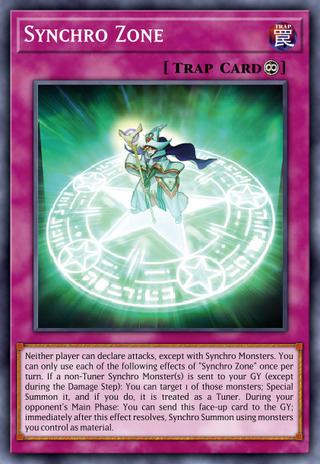 Synchro Zone
TRAP
罠
[ Trap Card ]
Neither player can declare attacks, except with Synchro Monsters. You
can only use each of the following effects of "Synchro Zone" once per
turn. If a non-Tuner Synchro Monster(s) is sent to your GY (except
during the Damage Step): You can target 1 of those monsters; Special
Summon it, and if you do, it is treated as a Tuner. During your
opponent's Main Phase: You can send this face-up card to the GY;
immediately after this effect resolves, Synchro Summon using monsters
you control as material.